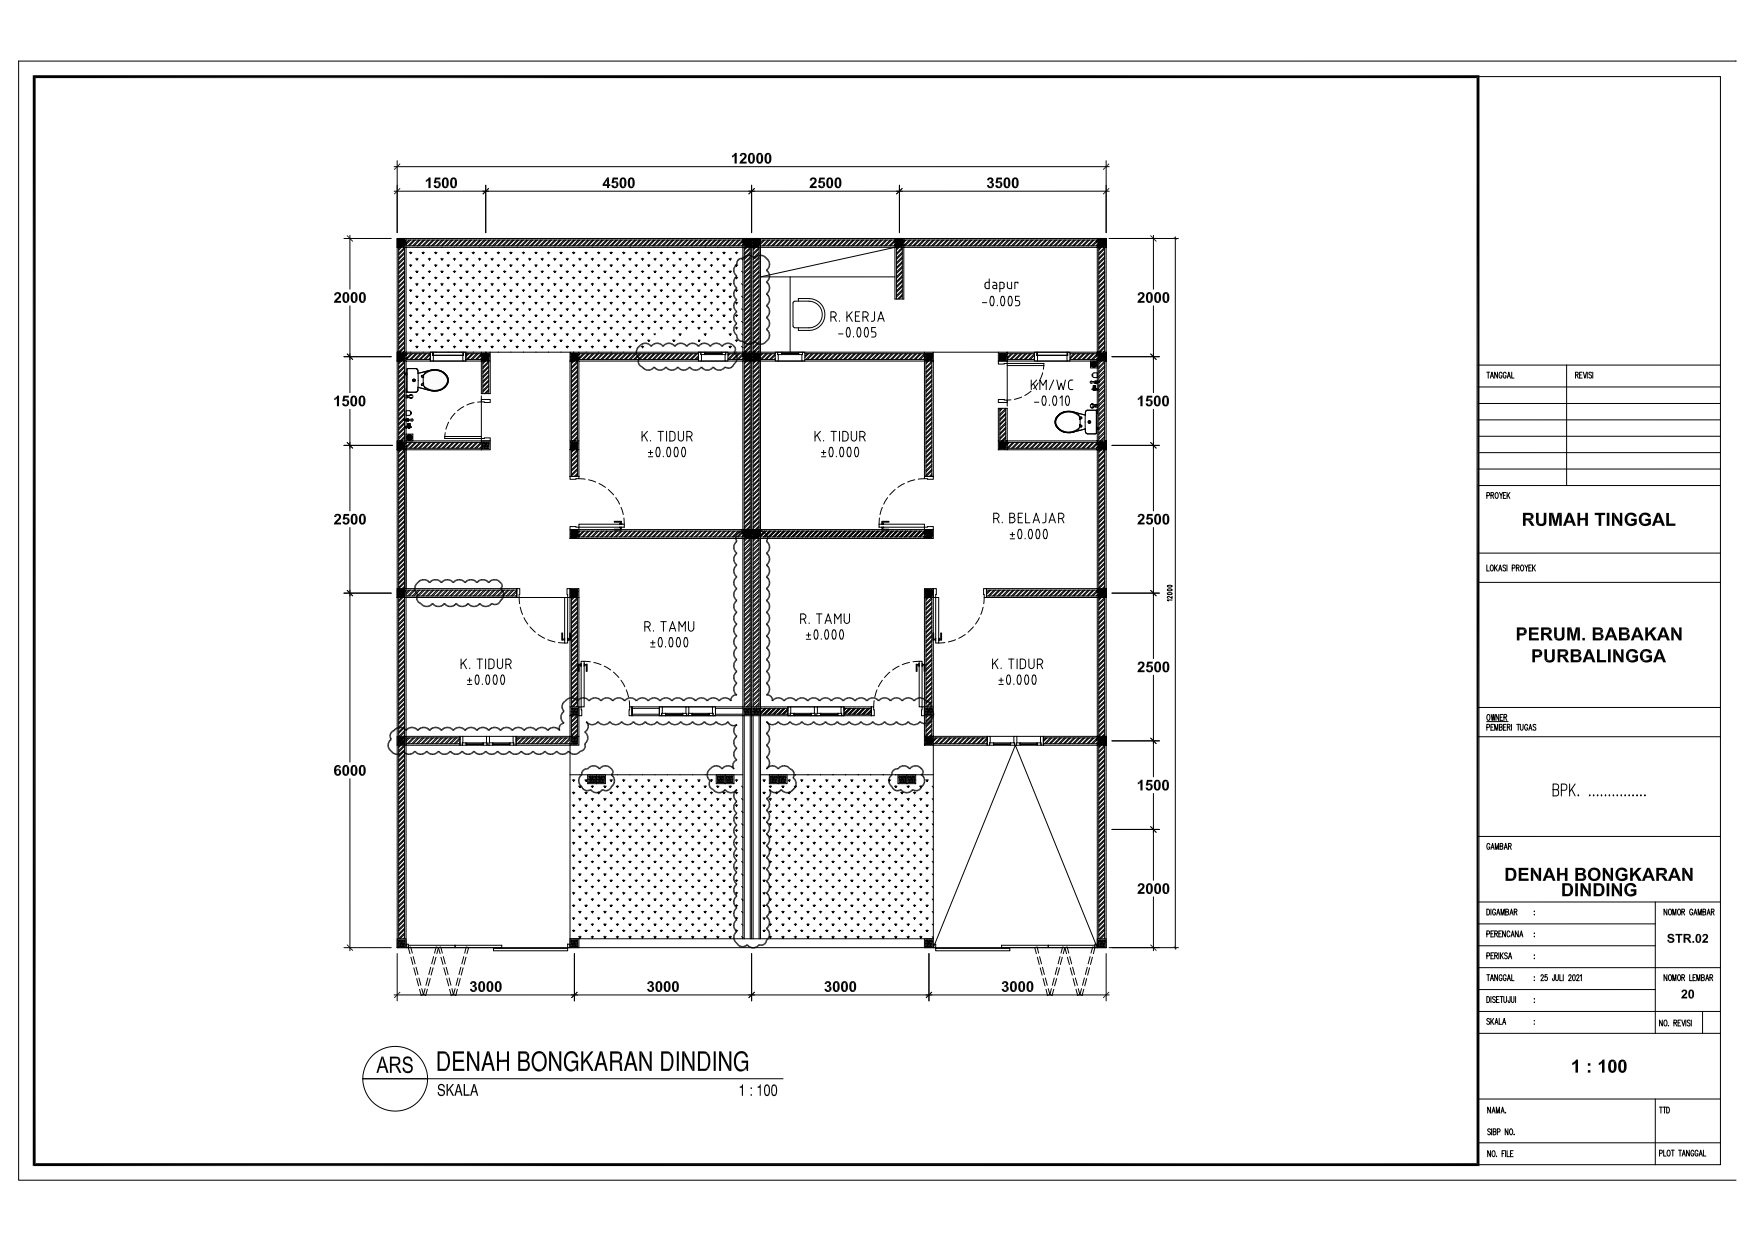 12000
1500
4500
2500
3500
2000
1500
2500
6000
2000
1500
2500
2500
1500
2000
12000
dapur
-0.005
R. KERJA
-0.005
KM/WC
-0.010
K. TIDUR
±0.000
K. TIDUR
±0.000
R. BELAJAR
±0.000
R. TAMU
±0.000
R. TAMU
±0.000
K. TIDUR
±0.000
K. TIDUR
±0.000
3000
3000
3000
3000
ARS
DENAH BONGKARAN DINDING
SKALA 1 : 100
TANGGAL REVISI
PROYEK
RUMAH TINGGAL
LOKASI PROYEK
PERUM. BABAKAN
PURBALINGGA
OWNER
PEMBERI TUGAS
BPK. ...............
GAMBAR
DENAH BONGKARAN
DINDING
DIGAMBAR :
NOMOR GAMBAR
PERENCANA :
STR.02
PERIKSA :
TANGGAL : 25 JULI 2021
NOMOR LEMBAR
20
DISETUJUI :
SKALA :
NO. REVISI
1 : 100
NAMA.
TTD
SIBP NO.
NO. FILE
PLOT TANGGAL